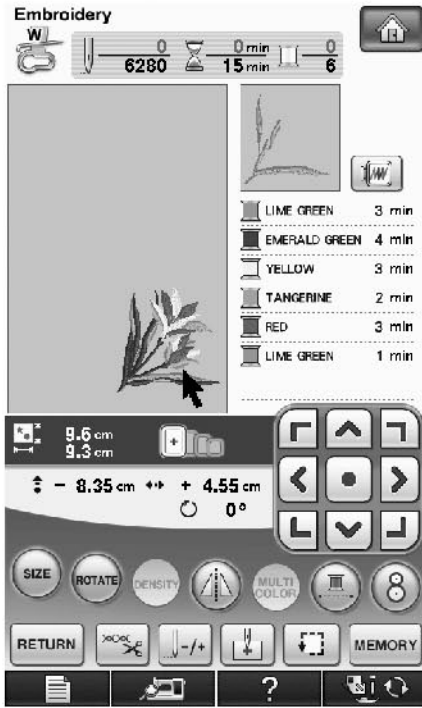 Embroidery
W
0 0 min 0
6280 15 min 6
LIME GREEN 3 min
EMERALD GREEN 4 min
YELLOW 3 min
TANGERINE 2 min
RED 3 min
LIME GREEN 1 min
9.6 cm
9.3 cm
- 8.35 cm + 4.55 cm
0°
SIZE ROTATE DENSITY MULTI COLOR 8
RETURN -/+ MEMORY
?